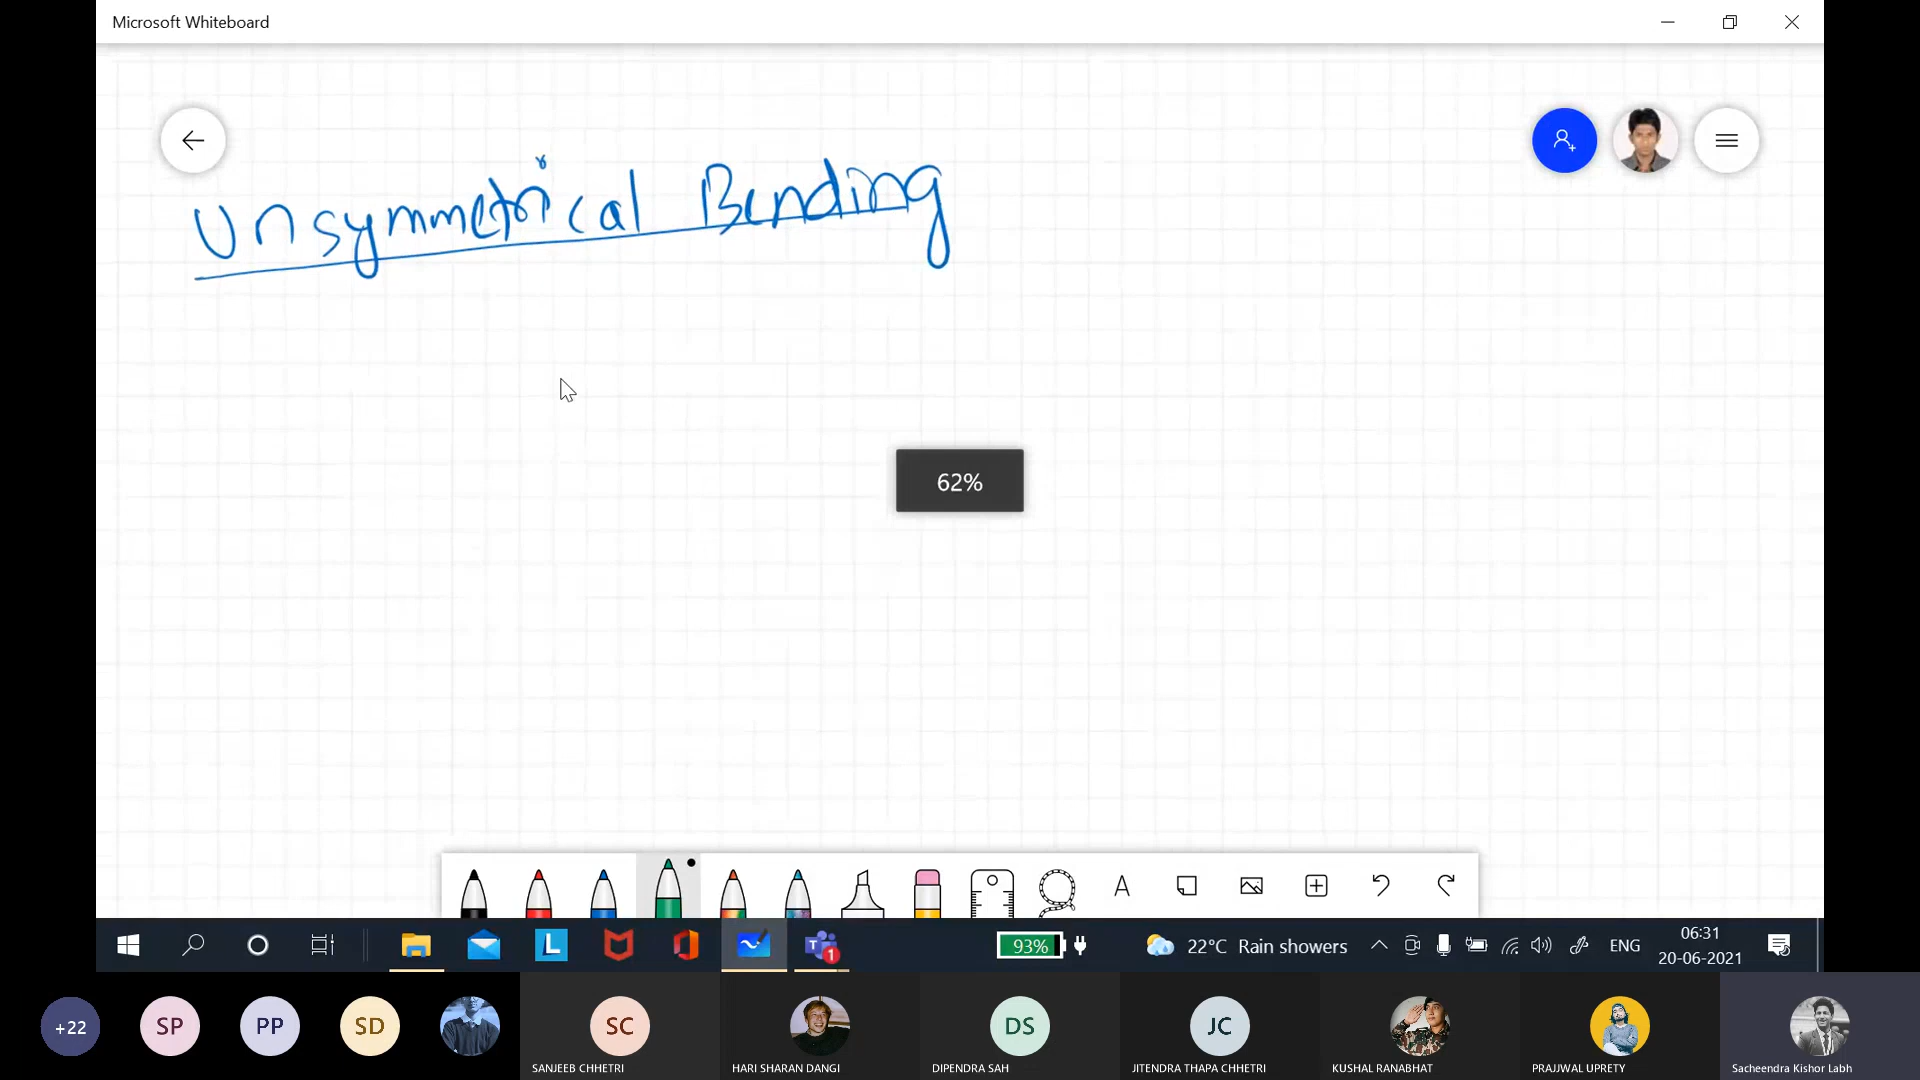 Microsoft Whiteboard
Unsymmetrical Bending
62%
93%
22°C Rain showers
ENG
06:31
20-06-2021
1
+22
SP
PP
SD
SC
DS
JC
SANJEEB CHHETRI
HARI SHARAN DANGI
DIPENDRA SAH
JITENDRA THAPA CHHETRI
KUSHAL RANABHAT
PRAJJWAL UPRETY
Sacheendra Kishor Labh